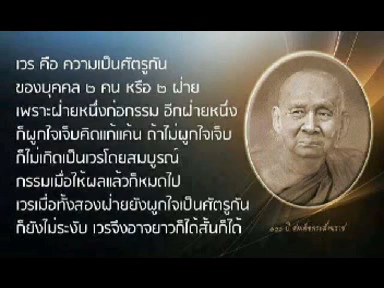 เวร คือ ความเป็นศัตรูกัน
ของบุคคล ๒ คน หรือ ๒ ฝ่าย
เพราะฝ่ายหนึ่งก่อกรรม อีกฝ่ายหนึ่ง
ก็ผูกใจเจ็บคิดแก้แค้น ถ้าไม่ผูกใจเจ็บ
ก็ไม่เกิดเป็นเวรโดยสมบูรณ์
กรรมเมื่อให้ผลแล้วก็หมดไป
เวรเมื่อทั้งสองฝ่ายยังผูกใจเป็นศัตรูกัน
ก็ยังไม่ระงับ เวรจึงอาจยาวก็ได้สั้นก็ได้
๑๐๐ ปี สมเด็จพระสังฆราช